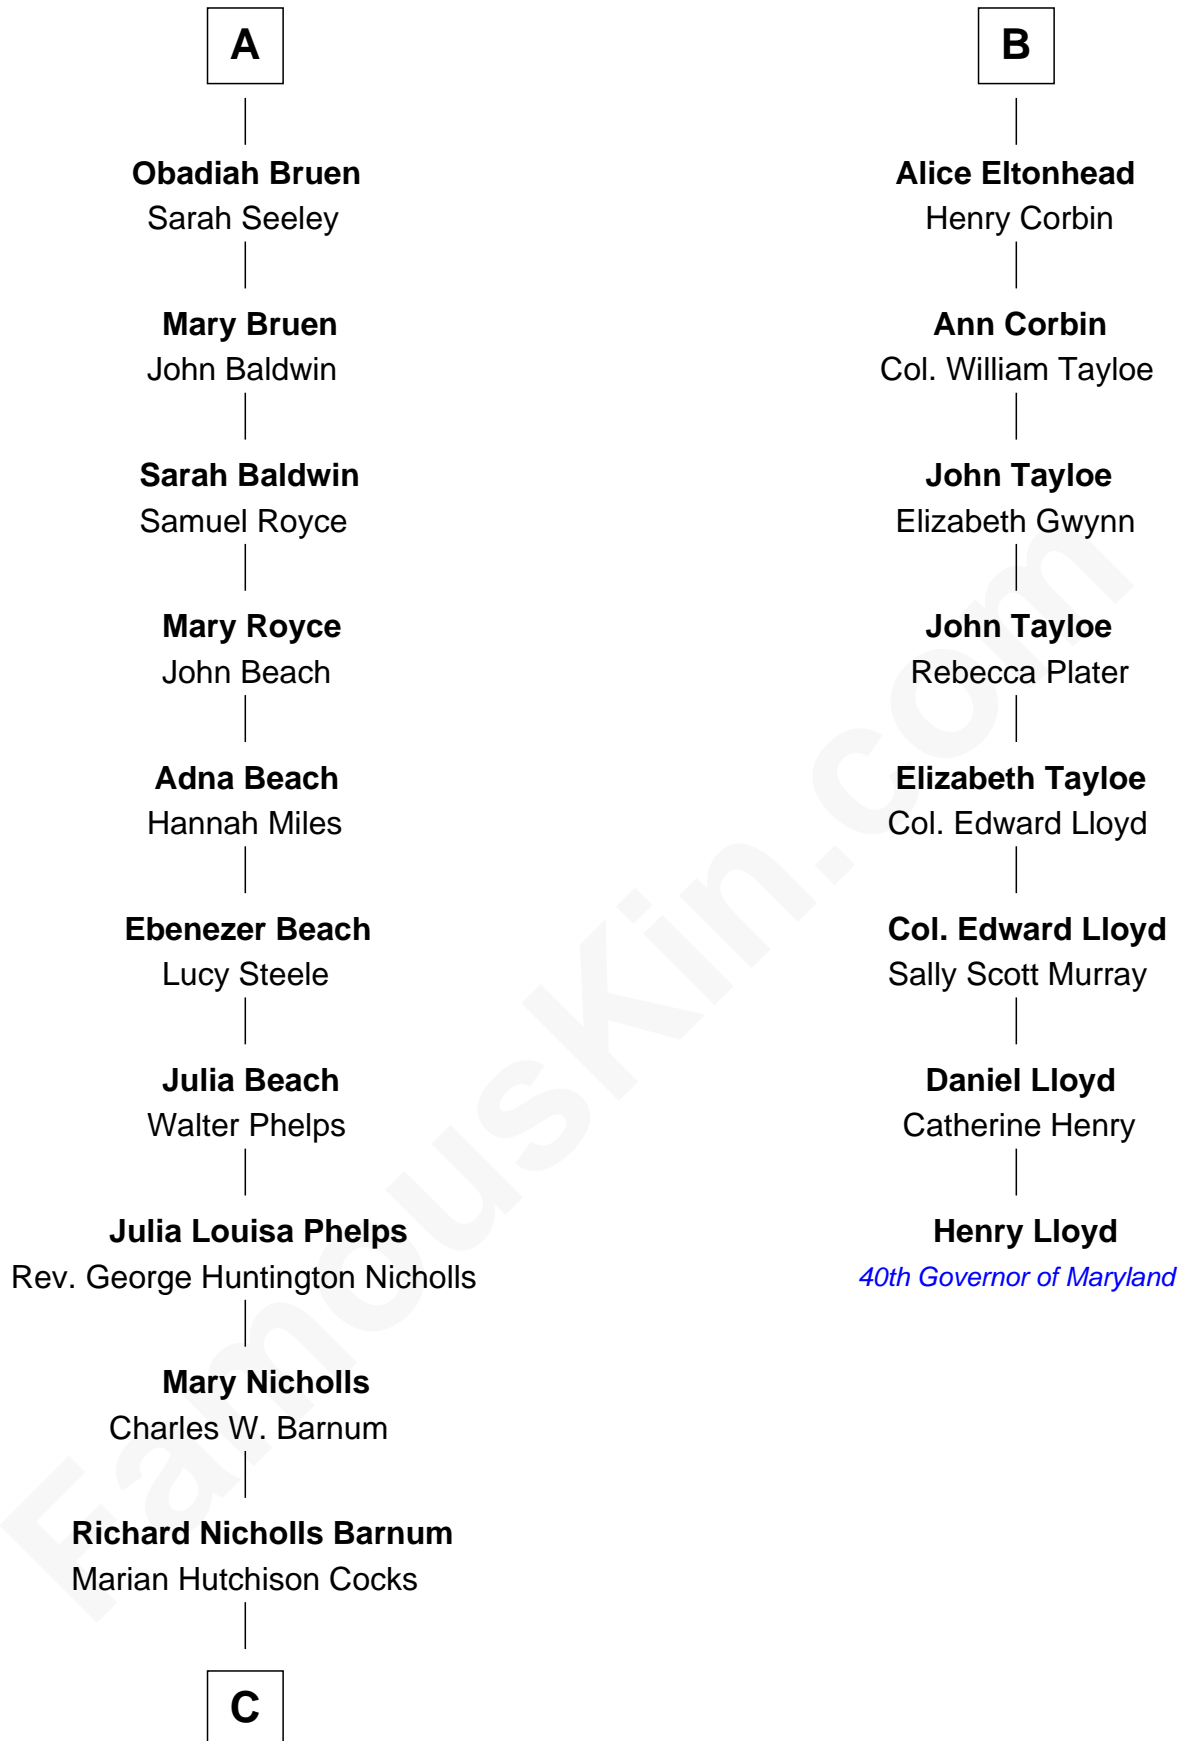 A
Obadiah Bruen
Sarah Seeley
Mary Bruen
John Baldwin
Sarah Baldwin
Samuel Royce
Mary Royce
John Beach
Adna Beach
Hannah Miles
Ebenezer Beach
Lucy Steele
Julia Beach
Walter Phelps
Julia Louisa Phelps
Rev. George Huntington Nicholls
Mary Nicholls
Charles W. Barnum
Richard Nicholls Barnum
Marian Hutchison Cocks
C
B
Alice Eltonhead
Henry Corbin
Ann Corbin
Col. William Tayloe
John Tayloe
Elizabeth Gwynn
John Tayloe
Rebecca Plater
Elizabeth Tayloe
Col. Edward Lloyd
Col. Edward Lloyd
Sally Scott Murray
Daniel Lloyd
Catherine Henry
Henry Lloyd
40th Governor of Maryland
FamousKin.com